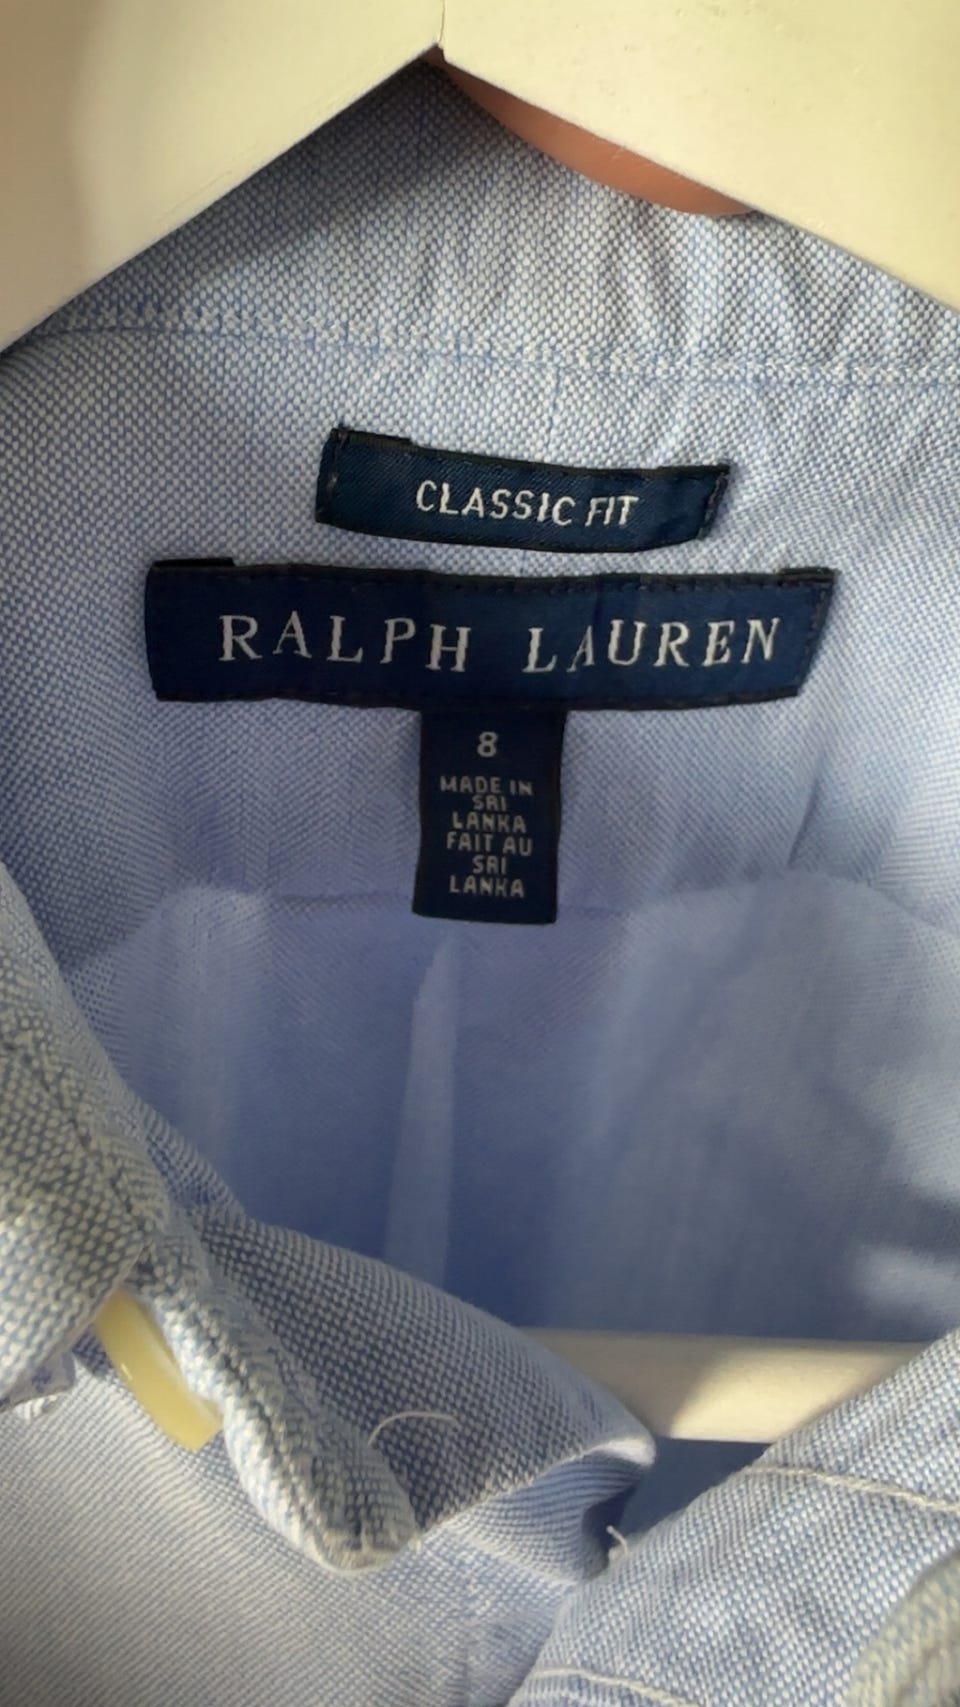 CLASSIC FIT
RALPH LAUREN
8
MADE IN
SRI
LANKA
FAIT AU
SRI
LANKA